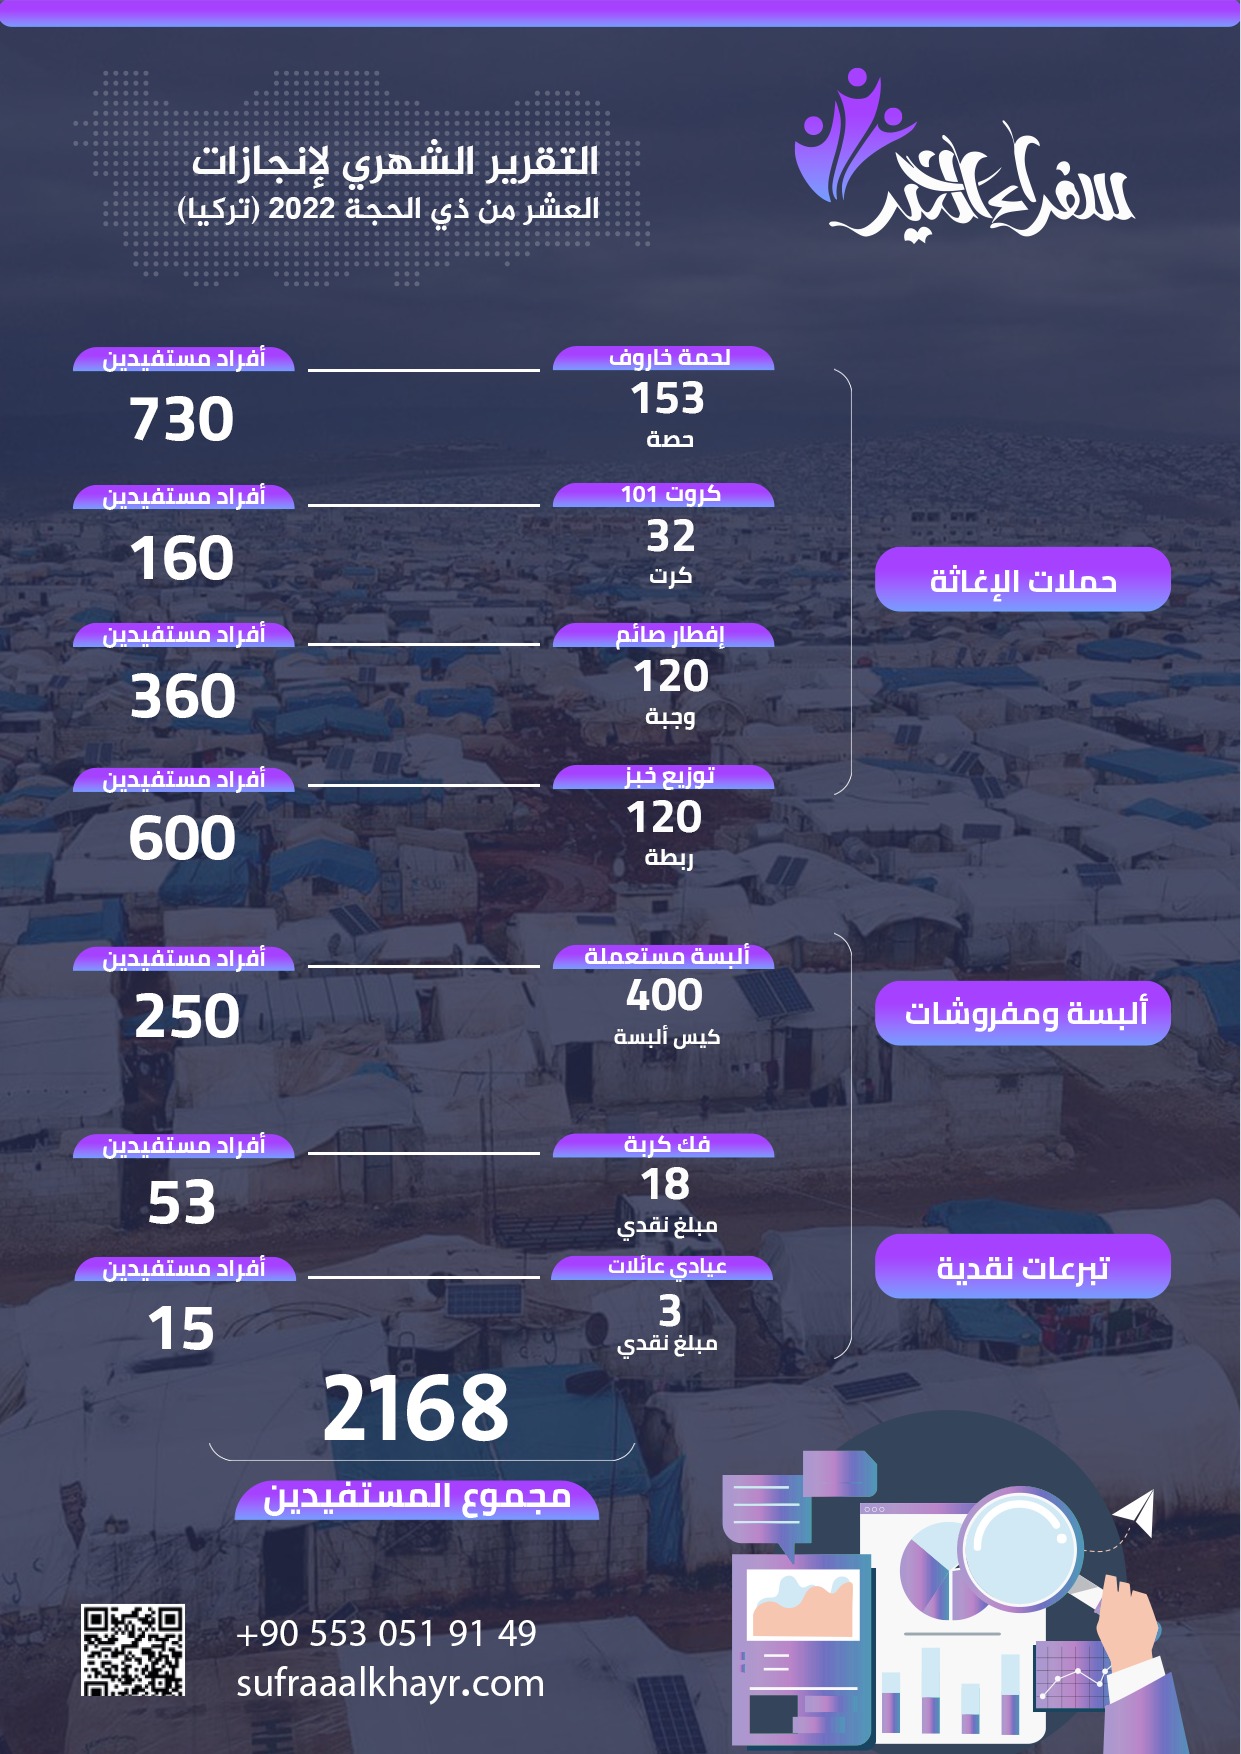 سفراء الخير
التقرير الشهري لإنجازات
العشر من ذي الحجة 2022 (تركيا)
حملات الإغاثة
لحمة خاروف
153
حصة
أفراد مستفيدين
730
كروت 101
32
كرت
أفراد مستفيدين
160
إفطار صائم
120
وجبة
أفراد مستفيدين
360
توزيع خبز
120
ربطة
أفراد مستفيدين
600
ألبسة ومفروشات
ألبسة مستعملة
400
كيس ألبسة
أفراد مستفيدين
250
تبرعات نقدية
فك كربة
18
مبلغ نقدي
أفراد مستفيدين
53
عيادي عائلات
3
مبلغ نقدي
أفراد مستفيدين
15
2168
مجموع المستفيدين
+90 553 051 91 49
sufraaalkhayr.com